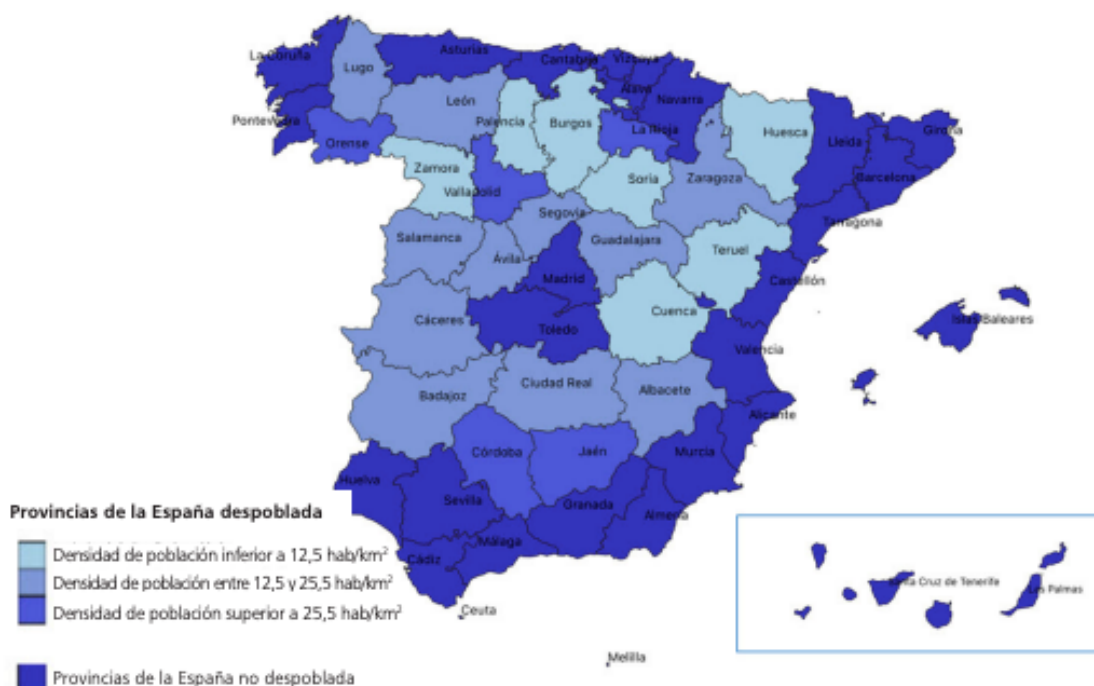 La Coruña
Lugo
Asturias
Cantabria
Vizcaya
Álava
Navarra
León
Palencia
Burgos
La Rioja
Huesca
Lleida
Girona
Barcelona
Pontevedra
Orense
Zamora
Valladolid
Soria
Zaragoza
Tarragona
Segovia
Salamanca
Ávila
Guadalajara
Teruel
Madrid
Castellón
Cáceres
Toledo
Cuenca
Islas Baleares
Valencia
Badajoz
Ciudad Real
Albacete
Alicante
Córdoba
Jaén
Murcia
Huelva
Sevilla
Granada
Almería
Málaga
Cádiz
Ceuta
Melilla
Provincias de la España despoblada
Densidad de población inferior a 12,5 hab/km²
Densidad de población entre 12,5 y 25,5 hab/km²
Densidad de población superior a 25,5 hab/km²
Provincias de la España no despoblada
Santa Cruz de Tenerife
Las Palmas